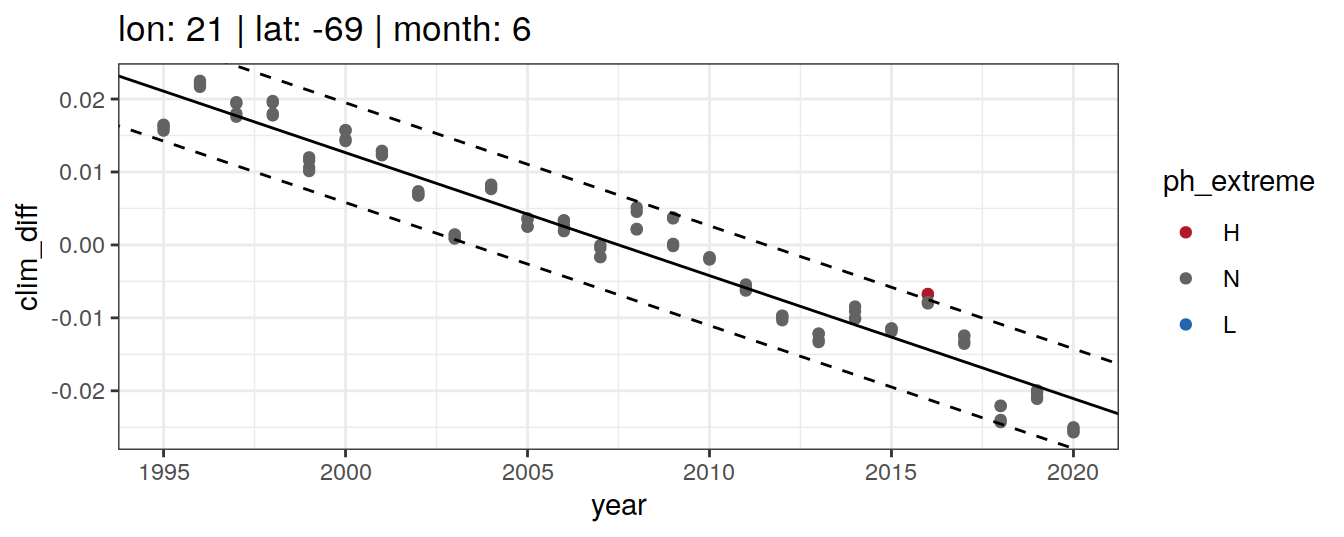 lon: 21 | lat: -69 | month: 6
clim_diff
0.02
0.01
0.00
-0.01
-0.02
1995 2000 2005 2010 2015 2020
year
ph_extreme
H
N
L